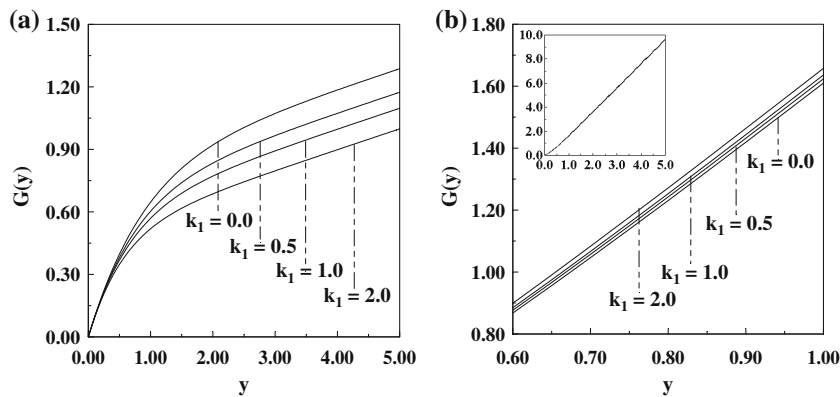 (a)
1.50
1.20
0.90
0.60
0.30
0.00
G(y)
k1 = 0.0
k1 = 0.5
k1 = 1.0
k1 = 2.0
0.00 1.00 2.00 3.00 4.00 5.00
y
(b)
1.80
1.60
1.40
1.20
1.00
0.80
G(y)
10.0
8.0
6.0
4.0
2.0
0.0
0.0 1.0 2.0 3.0 4.0 5.0
k1 = 0.0
k1 = 0.5
k1 = 1.0
k1 = 2.0
0.60 0.70 0.80 0.90 1.00
y